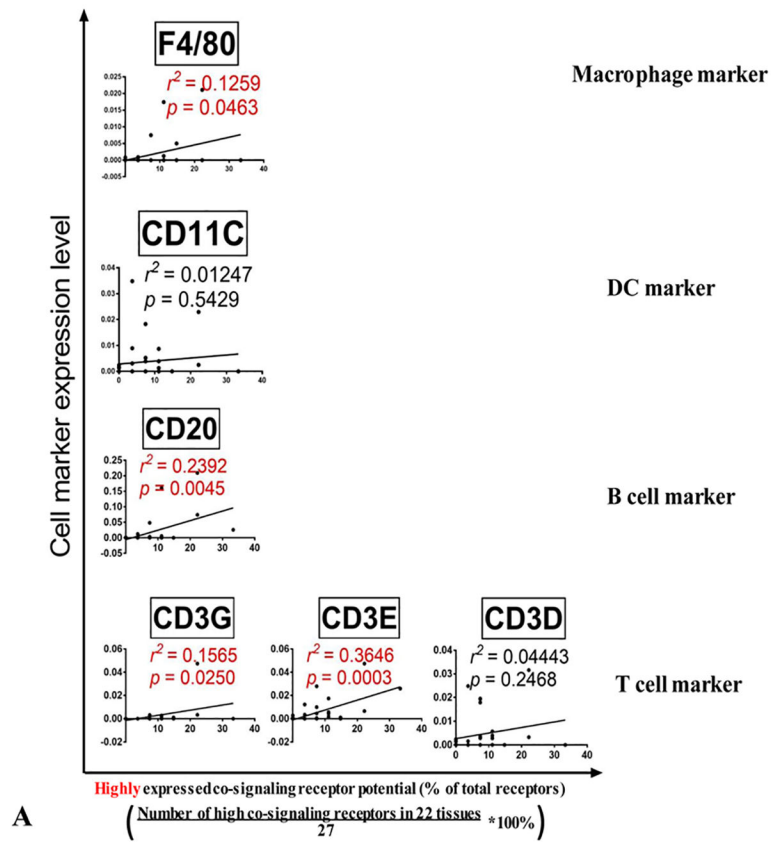 F4/80
r² = 0.1259
p = 0.0463
0.025
0.020
0.015
0.010
0.005
0.000
-0.005
10
20
30
40
Macrophage marker
CD11C
r² = 0.01247
p = 0.5429
0.04
0.03
0.02
0.01
0.00
0
10
20
30
40
DC marker
CD20
r² = 0.2392
p = 0.0045
0.25
0.20
0.15
0.10
0.05
0.00
-0.05
10
20
30
40
B cell marker
CD3G
r² = 0.1565
p = 0.0250
0.06
0.04
0.02
0.00
-0.02
10
20
30
40
CD3E
r² = 0.3646
p = 0.0003
0.06
0.04
0.02
0.00
-0.02
10
20
30
40
CD3D
r² = 0.04443
p = 0.2468
0.04
0.03
0.02
0.01
0.00
0
10
20
30
40
T cell marker
Cell marker expression level
Highly expressed co-signaling receptor potential (% of total receptors)
(Number of high co-signaling receptors in 22 tissues *100%)
27
A